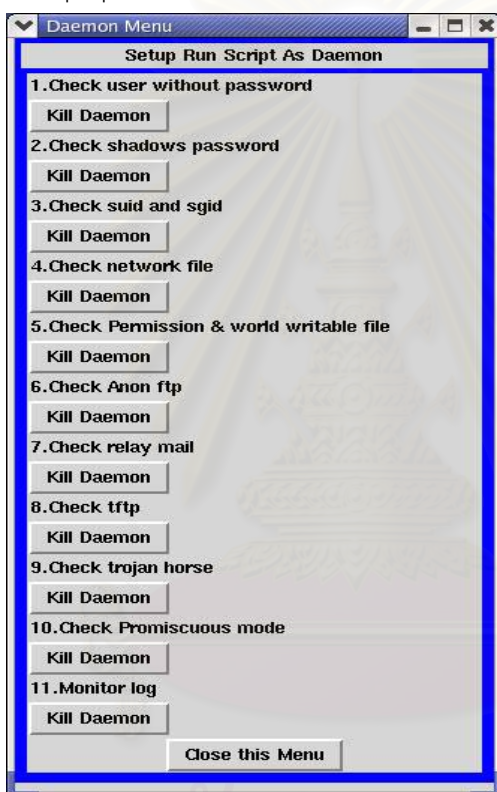 Daemon Menu
Setup Run Script As Daemon
1.Check user without password
Kill Daemon
2.Check shadows password
Kill Daemon
3.Check suid and sgid
Kill Daemon
4.Check network file
Kill Daemon
5.Check Permission & world writable file
Kill Daemon
6.Check Anon ftp
Kill Daemon
7.Check relay mail
Kill Daemon
8.Check tftp
Kill Daemon
9.Check trojan horse
Kill Daemon
10.Check Promiscuous mode
Kill Daemon
11.Monitor log
Kill Daemon
Close this Menu